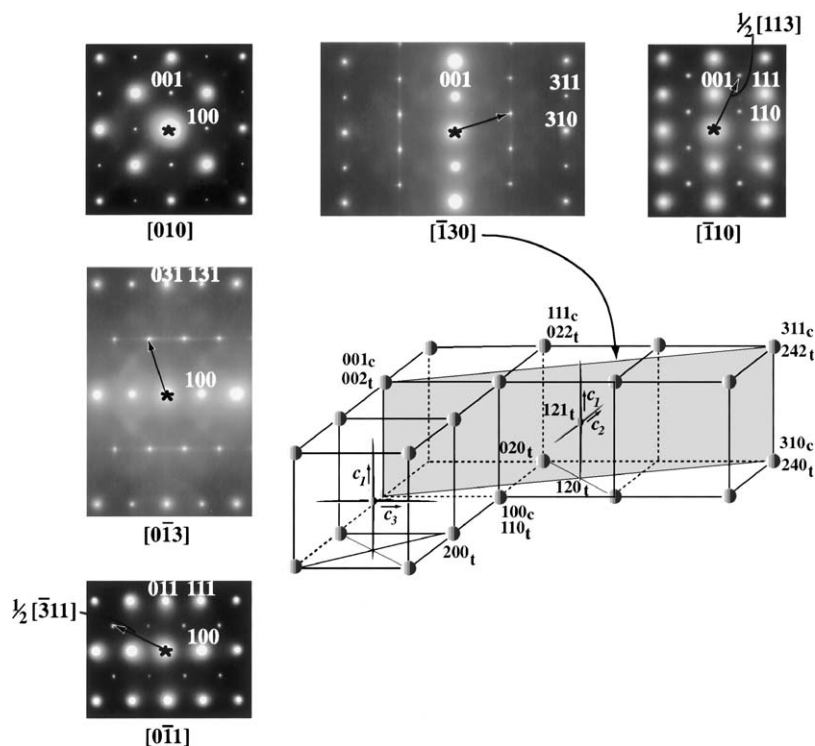 ½[113]
001
100
[010]
001
311
310
[1̅30]
001 111
110
[1̅10]
031 131
100
[01̅3]
½[3̅11]
011 111
100
[01̅1]
001c
002t
111c
022t
311c
242t
121t
c₁
c₂
020t
120t
310c
240t
c₁
c₃
100c
110t
200t